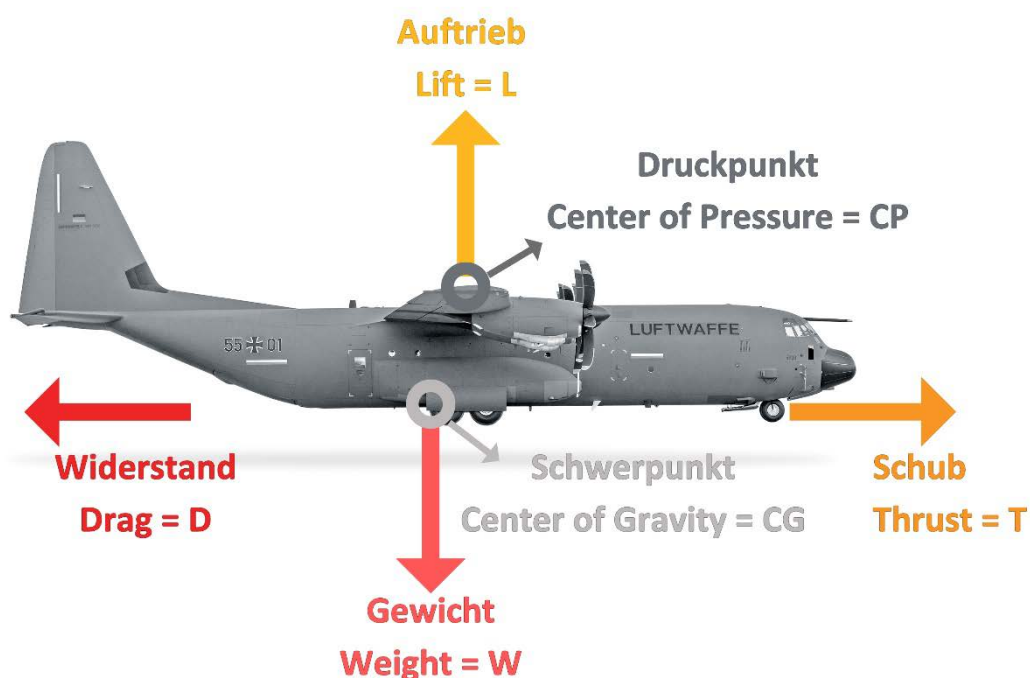 Auftrieb
Lift = L
Druckpunkt
Center of Pressure = CP
LUFTWAFFE
55 01
Widerstand
Drag = D
Schwerpunkt
Center of Gravity = CG
Schub
Thrust = T
Gewicht
Weight = W